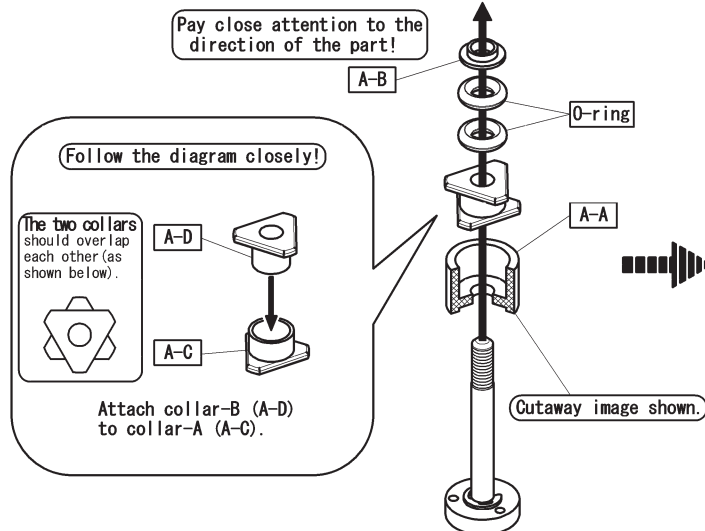 Pay close attention to the
direction of the part!
A-B
O-ring
Follow the diagram closely!
The two collars
should overlap
each other(as
shown below).
A-D
A-A
A-C
Attach collar-B (A-D)
to collar-A (A-C).
Cutaway image shown.